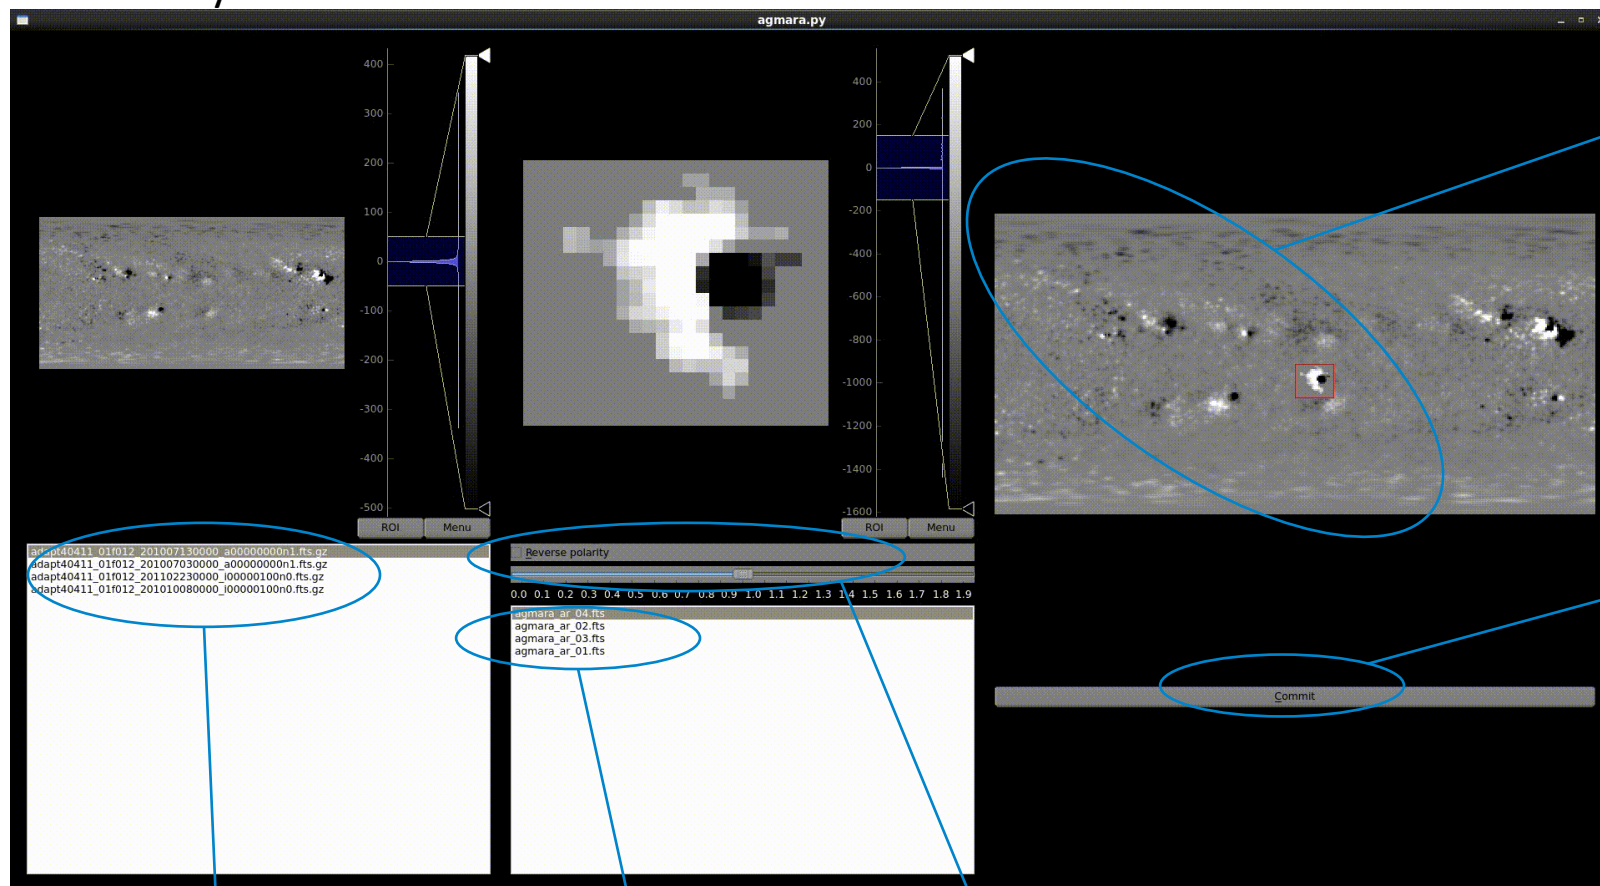 agmara.py
400
300
200
100
0
-100
-200
-300
-400
-500
ROI Menu
400
200
0
-200
-400
-600
-800
-1000
-1200
-1400
-1600
ROI Menu
adapt40411_01f012_201007130000_a00000000n1.fts.gz
adapt40411_01f012_201007030000_a00000000n1.fts.gz
adapt40411_01f012_201102230000_i00000100n0.fts.gz
adapt40411_01f012_201010080000_i00000100n0.fts.gz
Reverse polarity
0.0 0.1 0.2 0.3 0.4 0.5 0.6 0.7 0.8 0.9 1.0 1.1 1.2 1.3 1.4 1.5 1.6 1.7 1.8 1.9
agmara_ar_04.fts
agmara_ar_02.fts
agmara_ar_03.fts
agmara_ar_01.fts
Commit